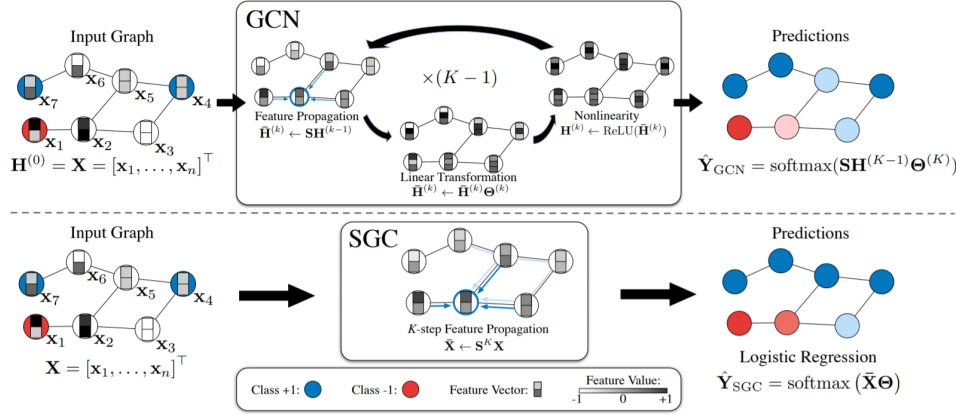 GCN
Input Graph
x₆
x₇
x₅
x₄
x₁
x₂
x₃
H⁽⁰⁾ = X = [x₁, . . . , xₙ]⊤
×(K − 1)
Feature Propagation
H̄⁽ᵏ⁾ ← SH⁽ᵏ⁻¹⁾
Linear Transformation
H̃⁽ᵏ⁾ ← H̄⁽ᵏ⁾Θ⁽ᵏ⁾
Nonlinearity
H⁽ᵏ⁾ ← ReLU(H̃⁽ᵏ⁾)
Predictions
Ŷ_GCN = softmax(SH⁽ᴷ⁻¹⁾Θ⁽ᴷ⁾)
Input Graph
x₆
x₇
x₅
x₄
x₁
x₂
x₃
X = [x₁, . . . , xₙ]⊤
SGC
K-step Feature Propagation
X̄ ← SᴷX
Predictions
Logistic Regression
Ŷ_SGC = softmax (X̄Θ)
Class +1:
Class -1:
Feature Vector:
Feature Value:
-1 0 +1